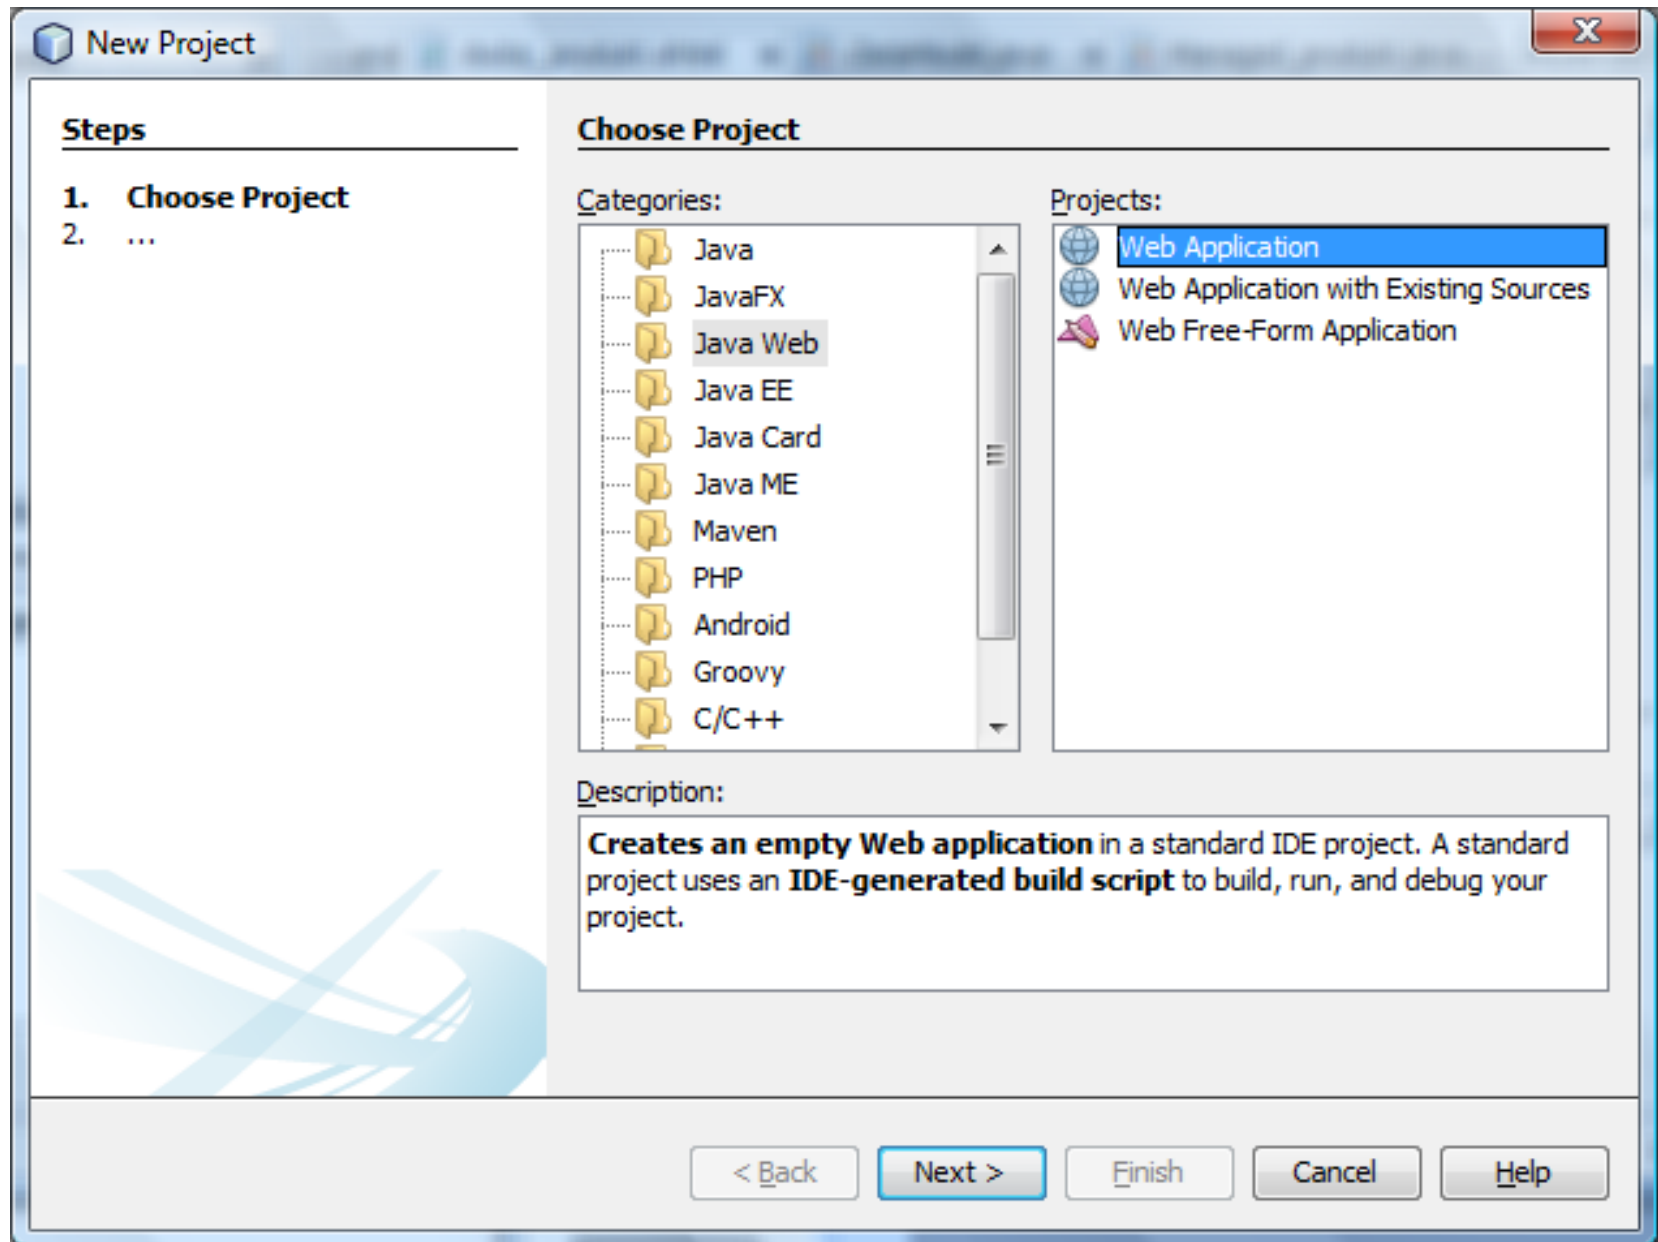 New Project
Steps
1. Choose Project
2. ...
Choose Project
Categories:
Java
JavaFX
Java Web
Java EE
Java Card
Java ME
Maven
PHP
Android
Groovy
C/C++
Projects:
Web Application
Web Application with Existing Sources
Web Free-Form Application
Description:
Creates an empty Web application in a standard IDE project. A standard
project uses an IDE-generated build script to build, run, and debug your
project.
< Back
Next >
Finish
Cancel
Help